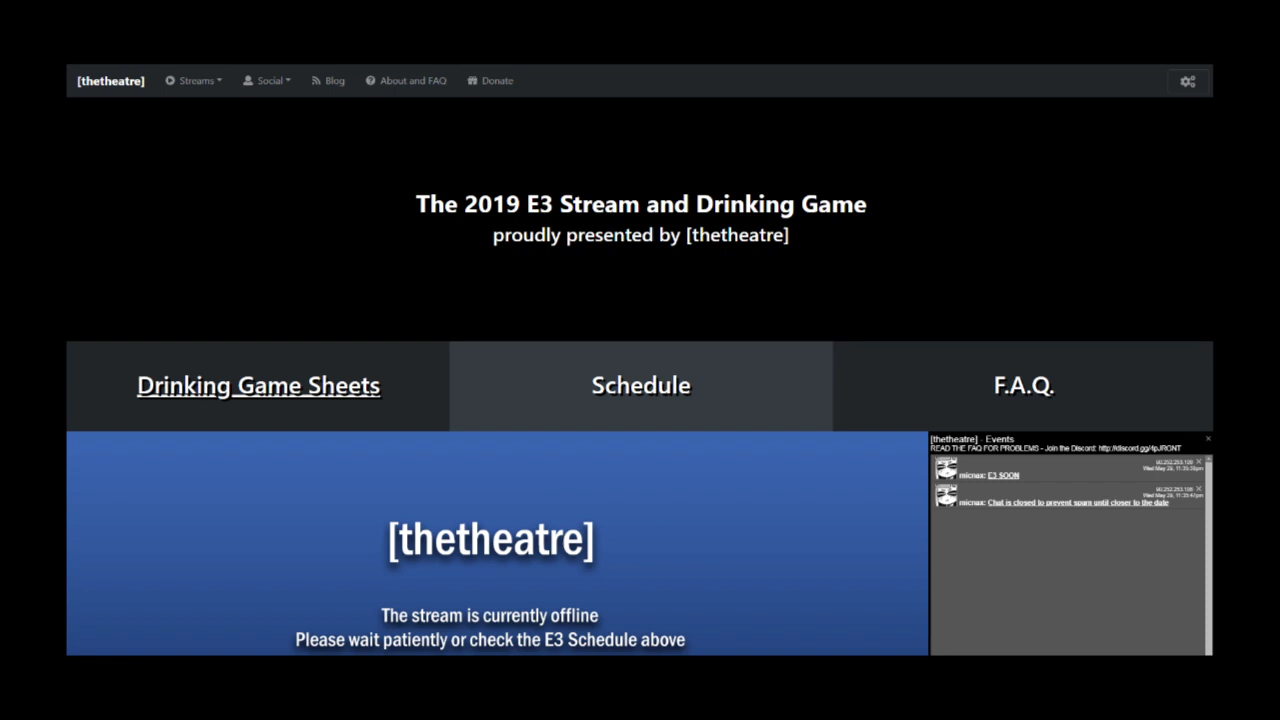 [thetheatre] Streams Social Blog About and FAQ Donate
The 2019 E3 Stream and Drinking Game
proudly presented by [thetheatre]
Drinking Game Sheets
Schedule
F.A.Q.
[thetheatre]
The stream is currently offline
Please wait patiently or check the E3 Schedule above
[thetheatre] - Events
READ THE FAQ FOR PROBLEMS - Join the Discord:
micnax: E3 SOON
micnax: Chat is closed to prevent spam until closer to the date